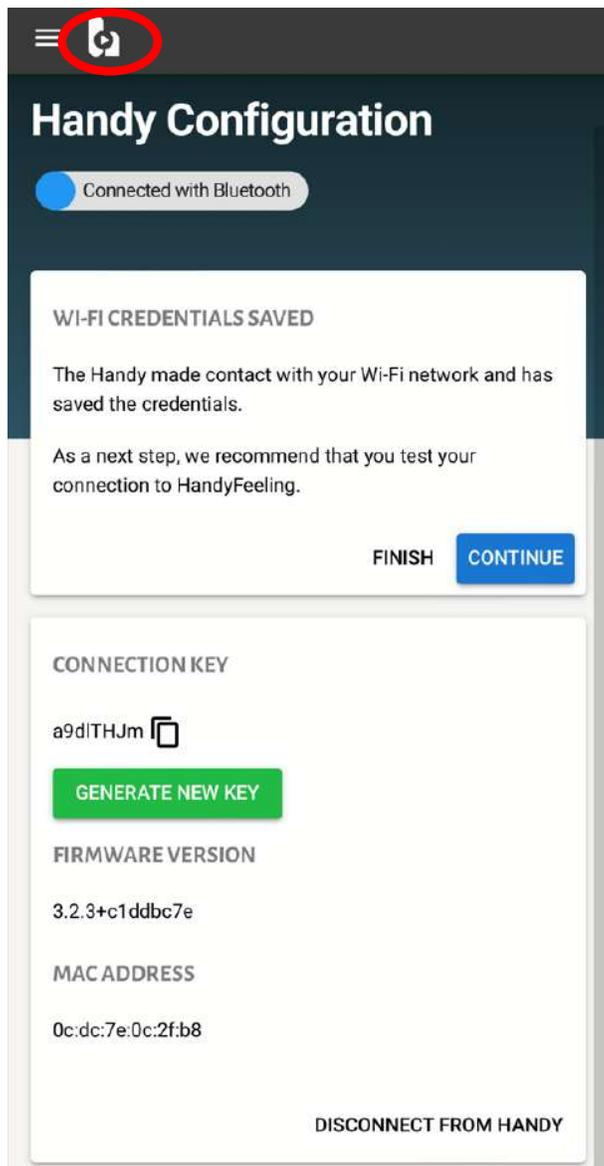 Handy Configuration
Connected with Bluetooth
WI-FI CREDENTIALS SAVED
The Handy made contact with your Wi-Fi network and has
saved the credentials.
As a next step, we recommend that you test your
connection to HandyFeeling.
FINISH
CONTINUE
CONNECTION KEY
a9dlTHJm
GENERATE NEW KEY
FIRMWARE VERSION
3.2.3+c1ddbc7e
MAC ADDRESS
0c:dc:7e:0c:2f:b8
DISCONNECT FROM HANDY